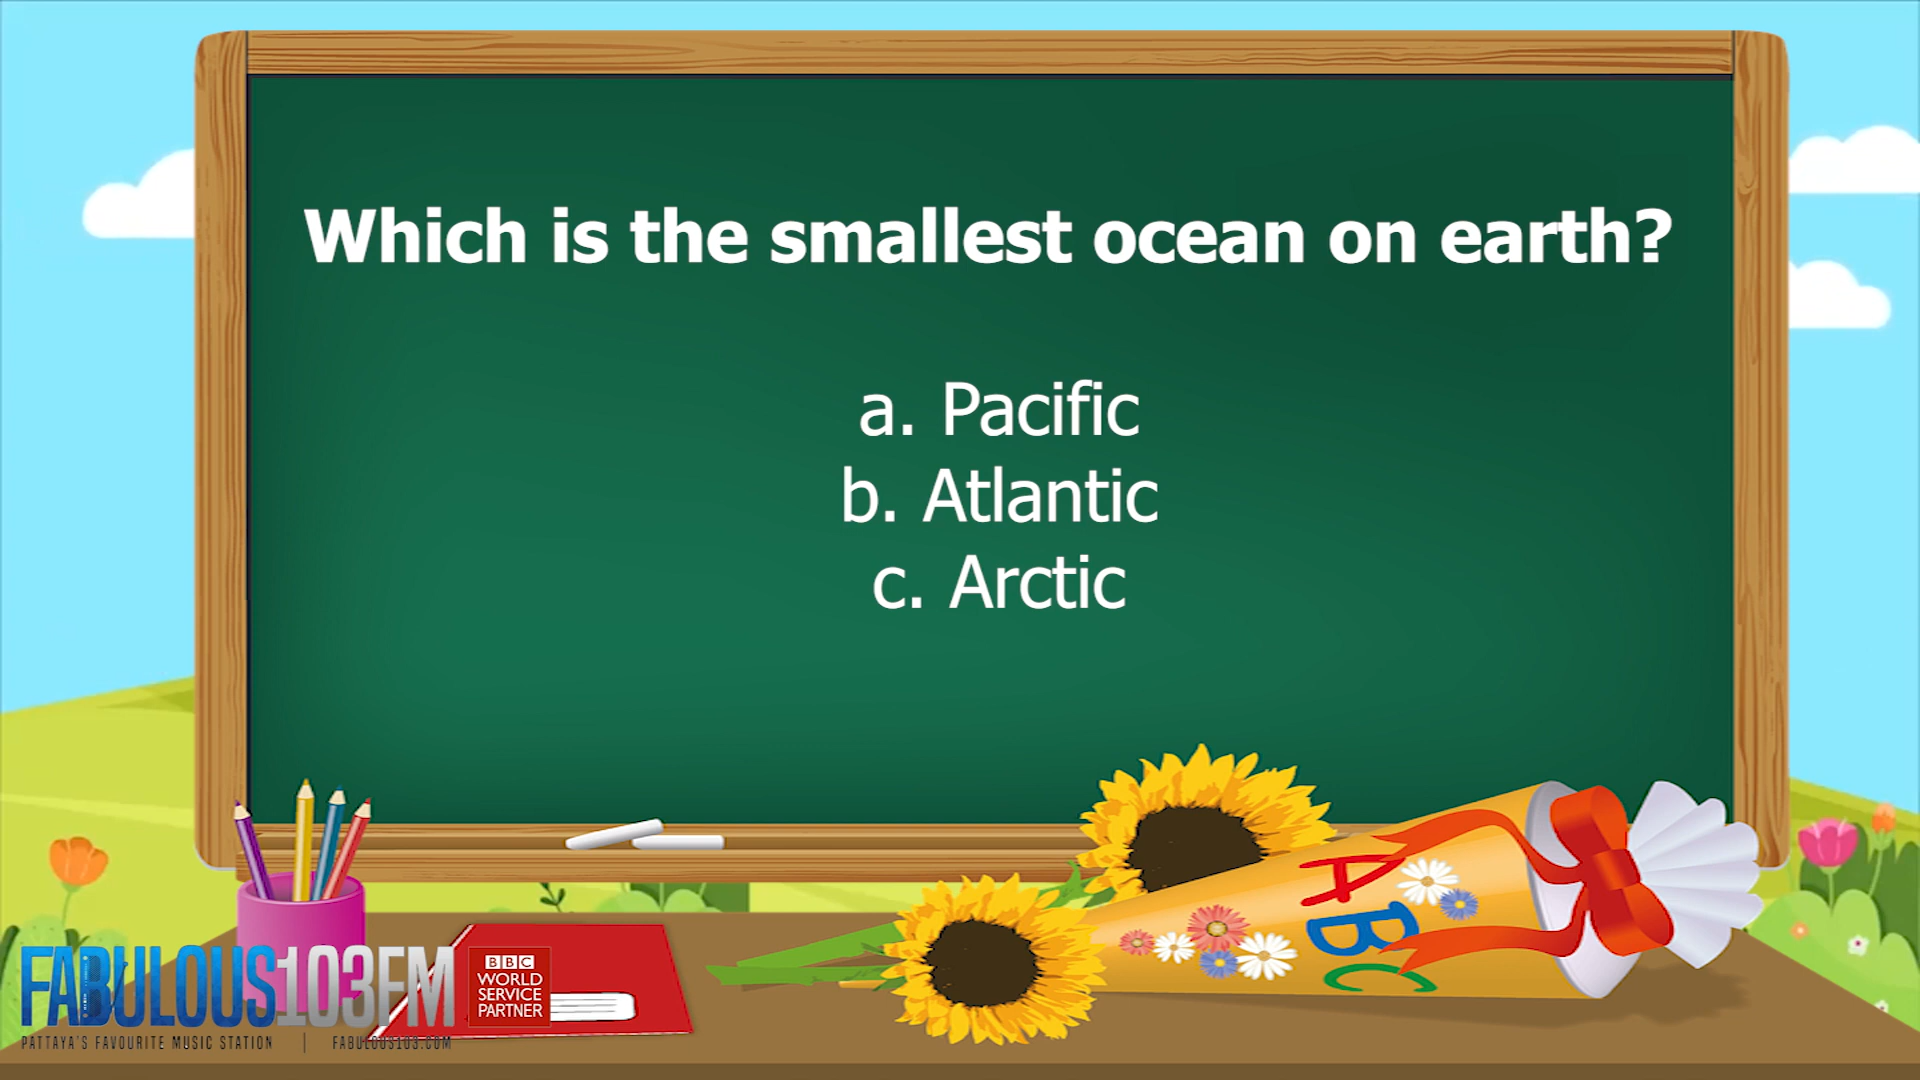 Which is the smallest ocean on earth?
a. Pacific
b. Atlantic
c. Arctic
ABC
FABULOUS103FM
PATTAYA'S FAVOURITE MUSIC STATION | FABULOUS103.COM
BBC
WORLD
SERVICE
PARTNER